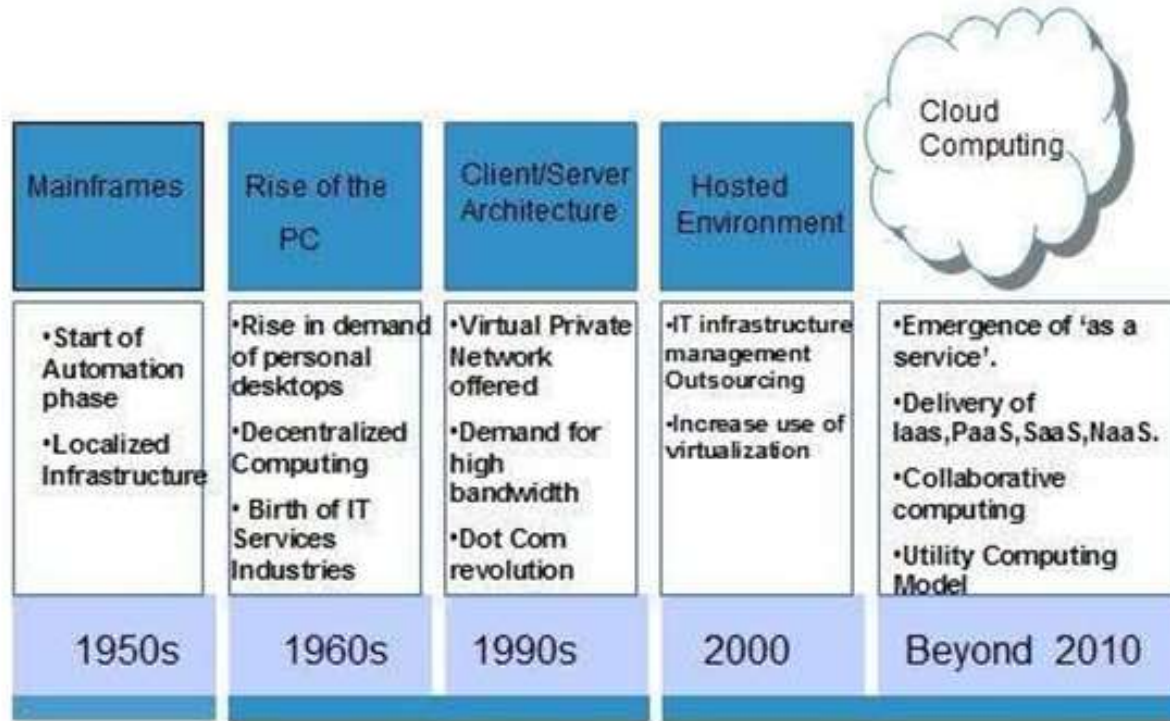 Mainframes
•Start of
Automation
phase
•Localized
Infrastructure
1950s
Rise of the
PC
•Rise in demand
of personal
desktops
•Decentralized
Computing
• Birth of IT
Services
Industries
1960s
Client/Server
Architecture
•Virtual Private
Network
offered
•Demand for
high
bandwidth
•Dot Com
revolution
1990s
Hosted
Environment
•IT infrastructure
management
Outsourcing
•Increase use of
virtualization
2000
Cloud
Computing
•Emergence of ‘as a
service’.
•Delivery of
Iaas,PaaS,SaaS,NaaS.
•Collaborative
computing
•Utility Computing
Model
Beyond 2010